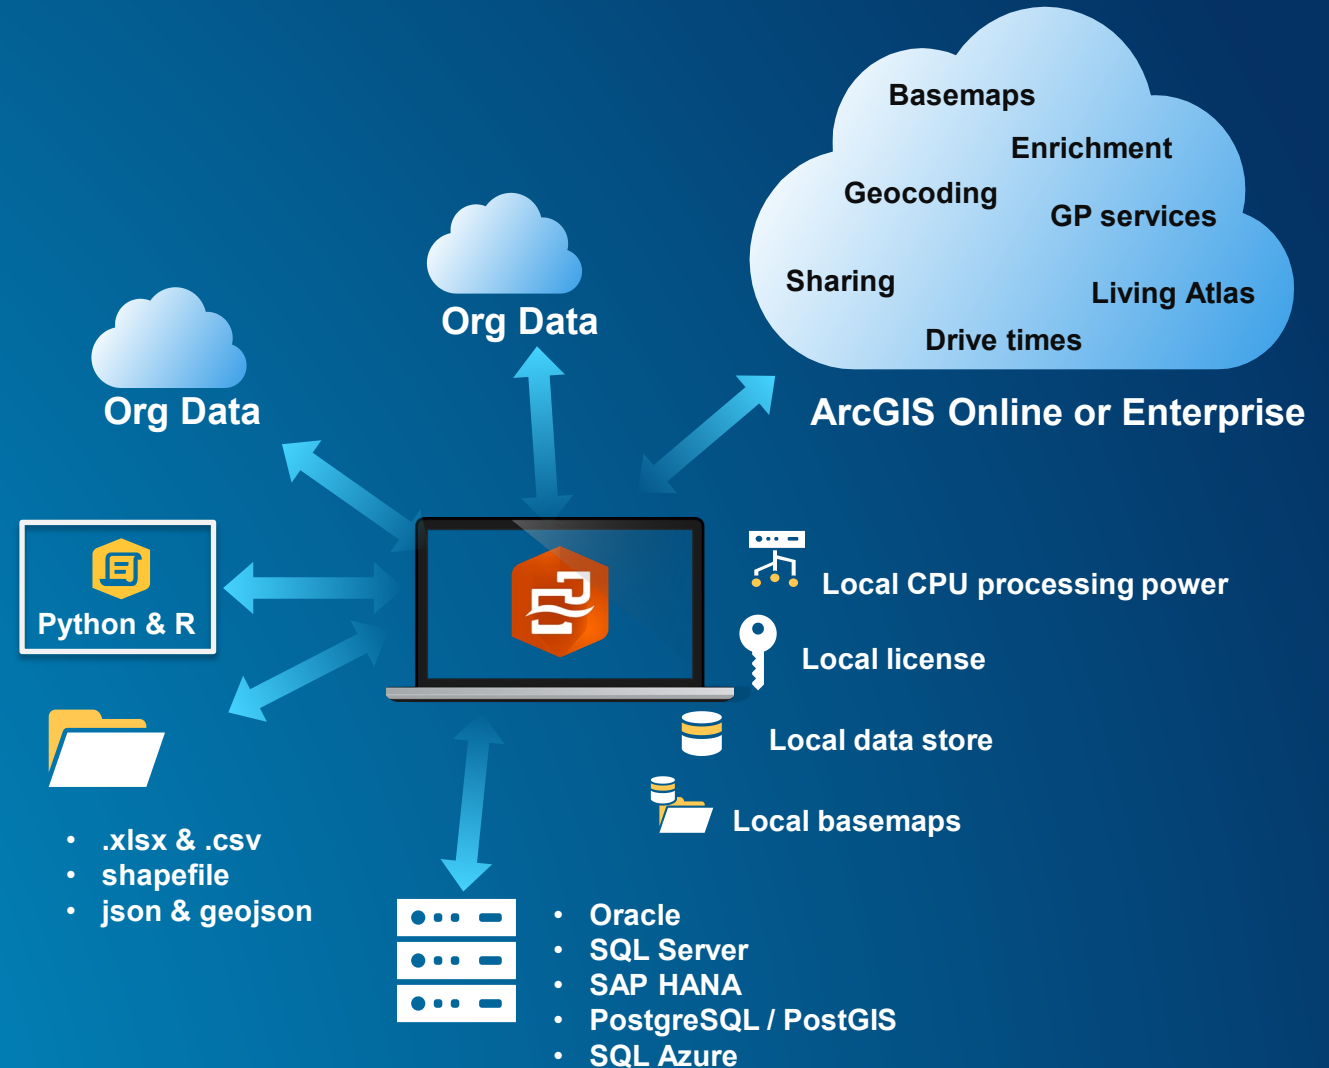 Basemaps
Enrichment
Geocoding
GP services
Sharing
Living Atlas
Drive times
ArcGIS Online or Enterprise
Org Data
Org Data
Python & R
Local CPU processing power
Local license
Local data store
Local basemaps
• .xlsx & .csv
• shapefile
• json & geojson
• Oracle
• SQL Server
• SAP HANA
• PostgreSQL / PostGIS
• SQL Azure